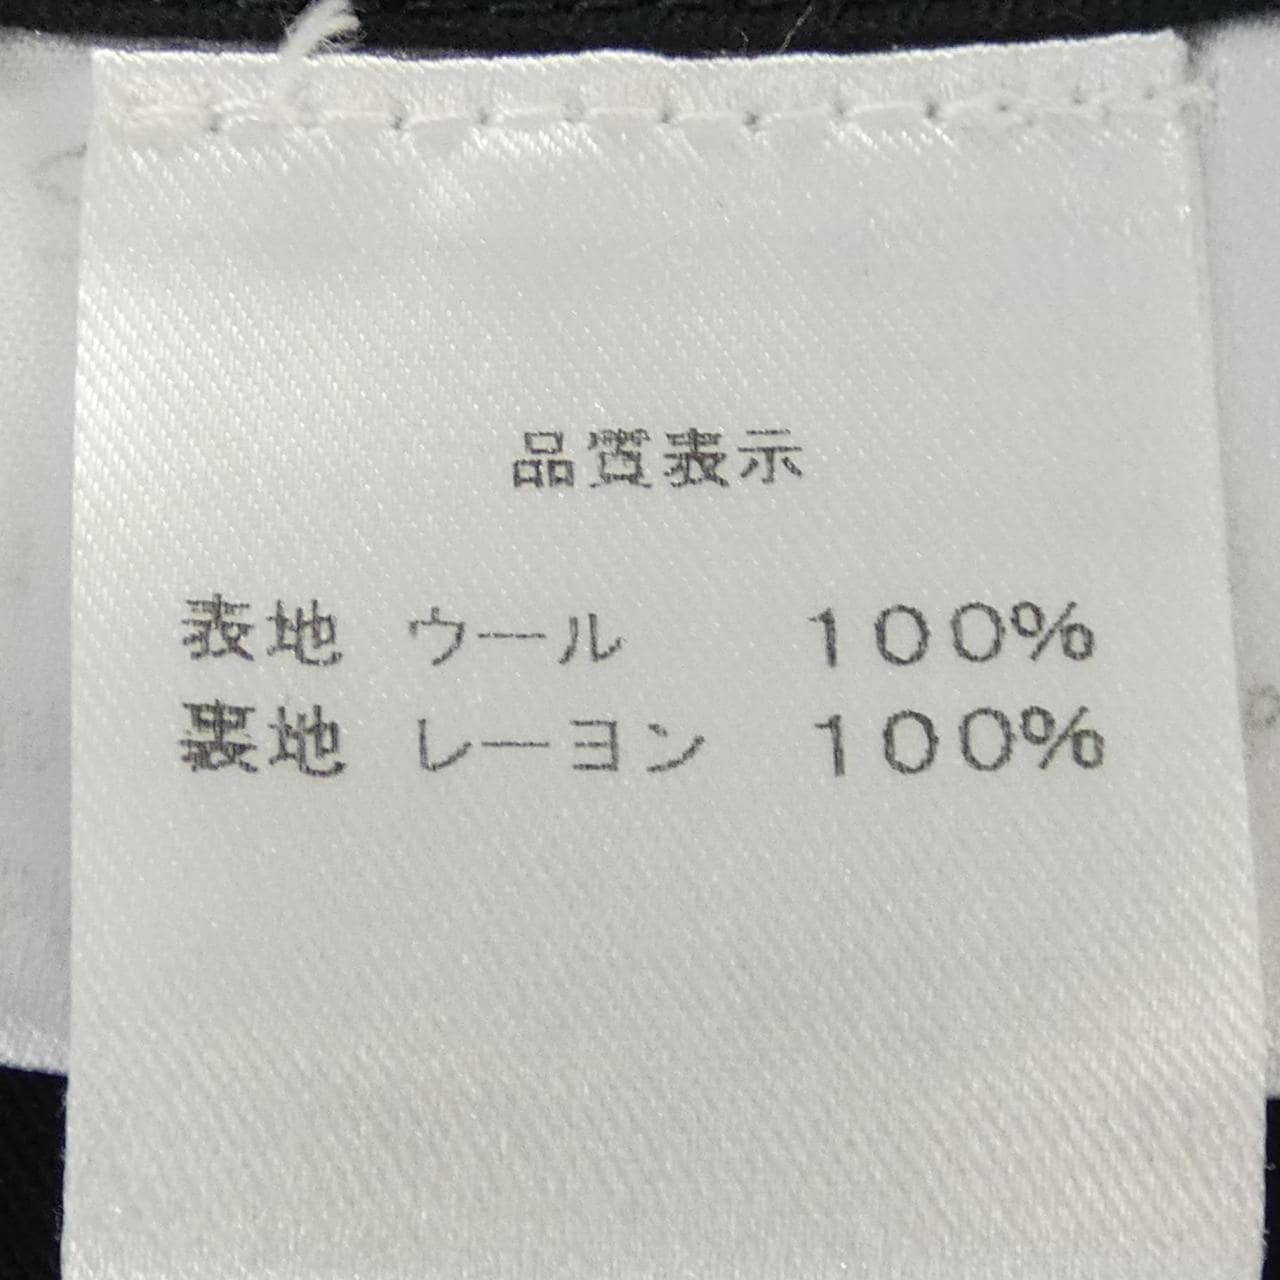 品質表示
表地 ウール 100%
裏地 レーヨン 100%